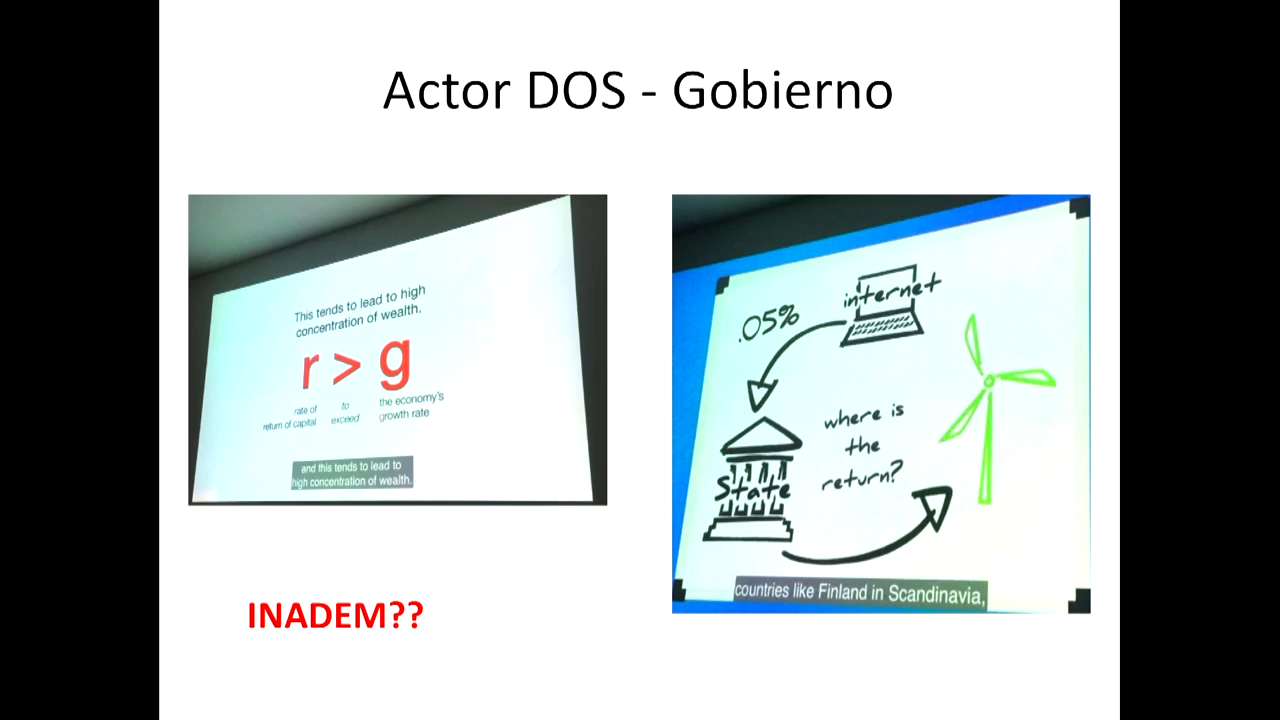 Actor DOS - Gobierno
This tends to lead to high
concentration of wealth.
r > g
rate of
return of capital
to
exceed
the economy's
growth rate
and this tends to lead to
high concentration of wealth.
INADEM??
internet
.05%
where is
the
return?
State
countries like Finland in Scandinavia,